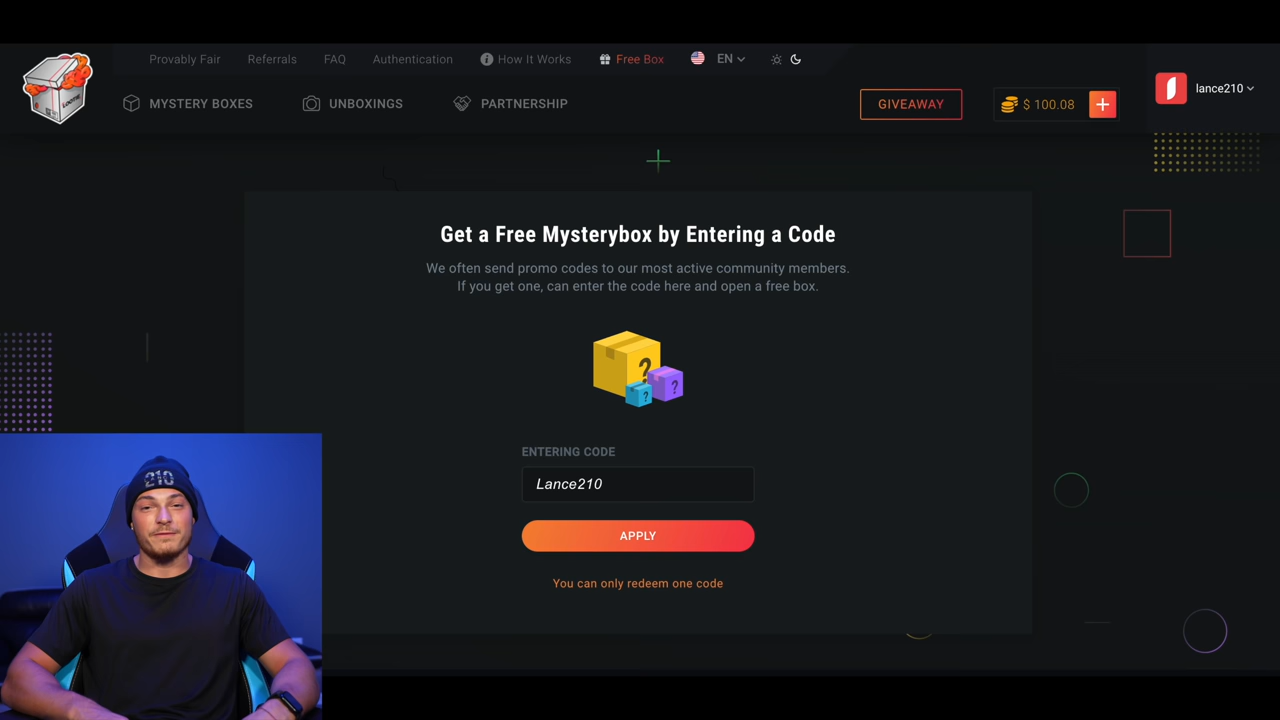 Provably Fair
Referrals
FAQ
Authentication
How It Works
Free Box
EN
MYSTERY BOXES
UNBOXINGS
PARTNERSHIP
GIVEAWAY
$ 100.08
+
lance210
Get a Free Mysterybox by Entering a Code
We often send promo codes to our most active community members.
If you get one, can enter the code here and open a free box.
?
?
?
ENTERING CODE
Lance210
APPLY
You can only redeem one code
210